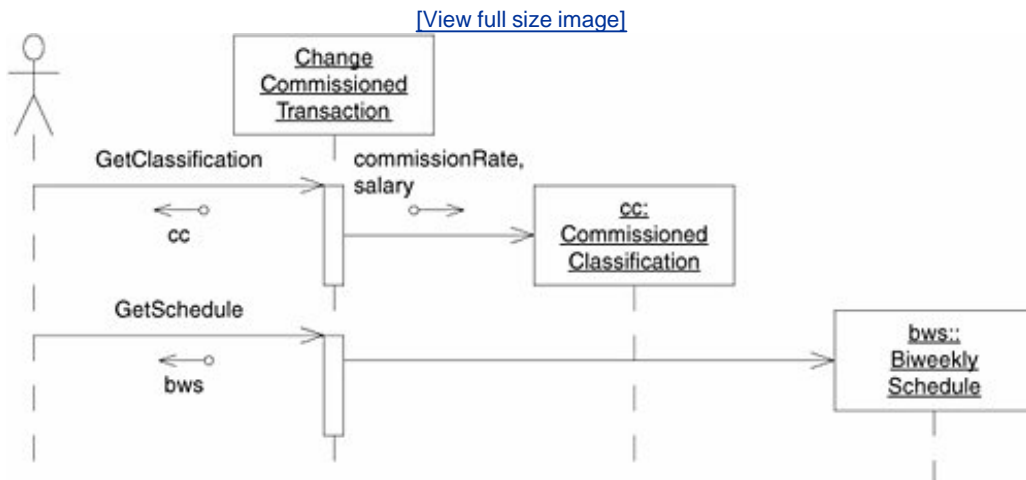 [View full size image]
Change
Commissioned
Transaction
GetClassification
commissionRate,
salary
cc
cc:
Commissioned
Classification
GetSchedule
bws
bws::
Biweekly
Schedule